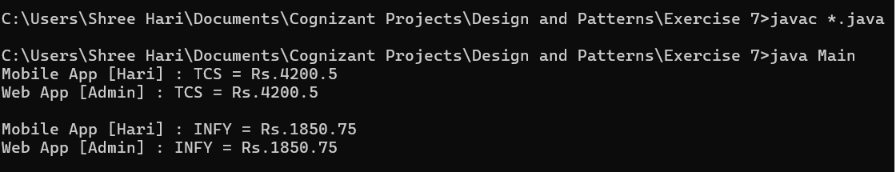 C:\Users\Shree Hari\Documents\Cognizant Projects\Design and Patterns\Exercise 7>javac *.java
C:\Users\Shree Hari\Documents\Cognizant Projects\Design and Patterns\Exercise 7>java Main
Mobile App [Hari] : TCS = Rs.4200.5
Web App [Admin] : TCS = Rs.4200.5
Mobile App [Hari] : INFY = Rs.1850.75
Web App [Admin] : INFY = Rs.1850.75